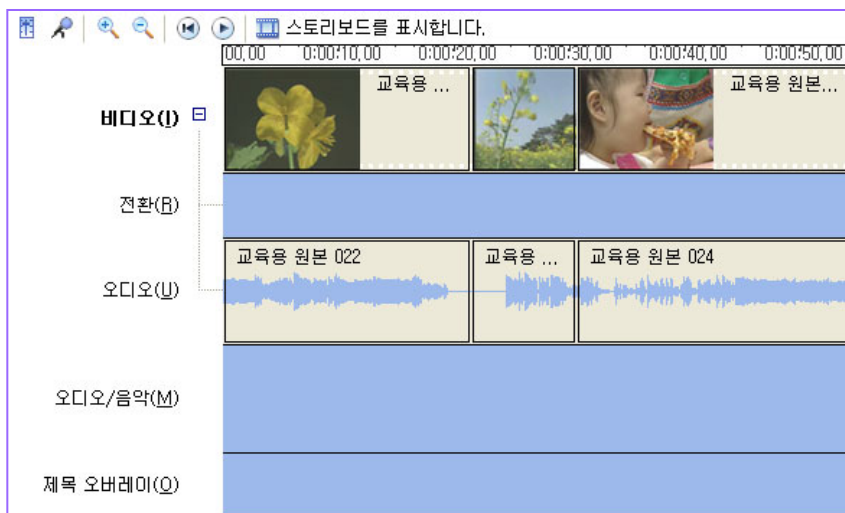 스토리보드를 표시합니다.
00,00 0:00:10,00 0:00:20,00 0:00:30,00 0:00:40,00 0:00:50,00
비디오(I)
교육용 ... 교육용 원본...
전환(R)
교육용 원본 022 교육용 ... 교육용 원본 024
오디오(U)
오디오/음악(M)
제목 오버레이(O)